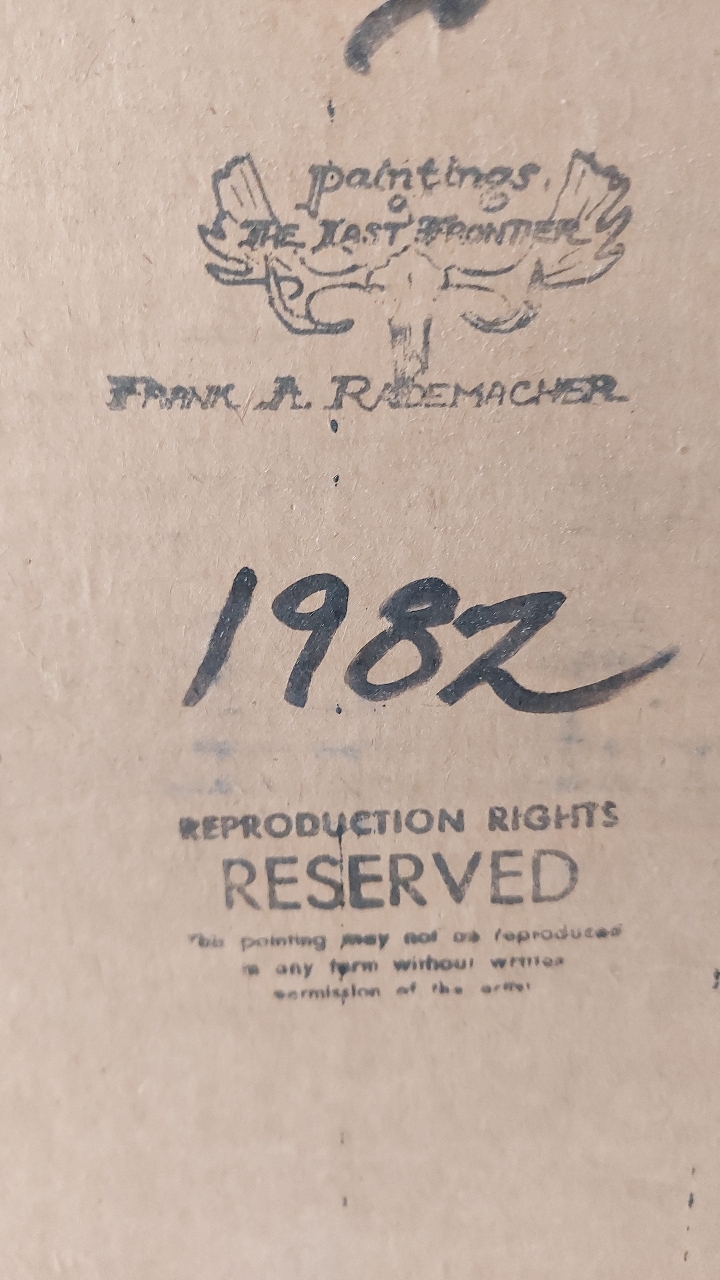 Paintings
of
THE LAST FRONTIER
FRANK A. RADEMACHER
1982
REPRODUCTION RIGHTS
RESERVED
This painting may not be reproduced
in any form without written
permission of the artist